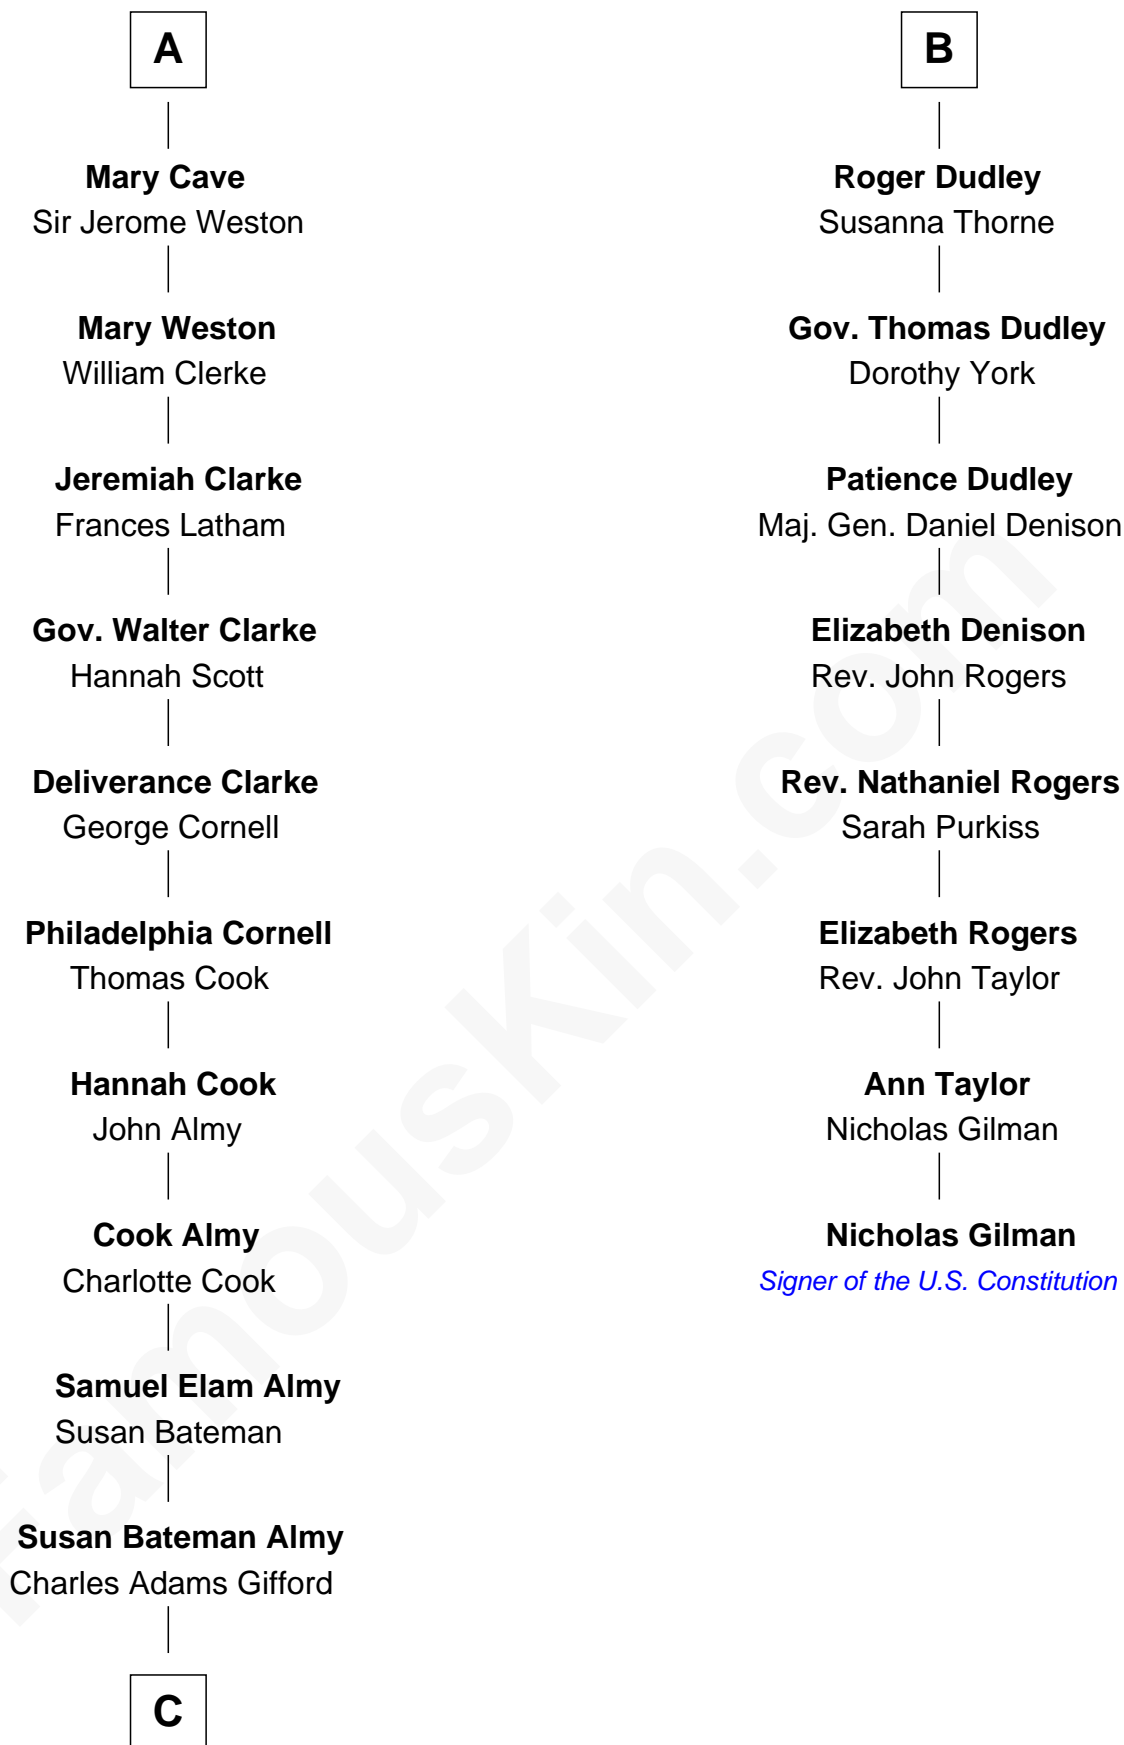 A
Mary Cave
Sir Jerome Weston
Mary Weston
William Clerke
Jeremiah Clarke
Frances Latham
Gov. Walter Clarke
Hannah Scott
Deliverance Clarke
George Cornell
Philadelphia Cornell
Thomas Cook
Hannah Cook
John Almy
Cook Almy
Charlotte Cook
Samuel Elam Almy
Susan Bateman
Susan Bateman Almy
Charles Adams Gifford
C
B
Roger Dudley
Susanna Thorne
Gov. Thomas Dudley
Dorothy York
Patience Dudley
Maj. Gen. Daniel Denison
Elizabeth Denison
Rev. John Rogers
Rev. Nathaniel Rogers
Sarah Purkiss
Elizabeth Rogers
Rev. John Taylor
Ann Taylor
Nicholas Gilman
Nicholas Gilman
Signer of the U.S. Constitution
FamousKin.com